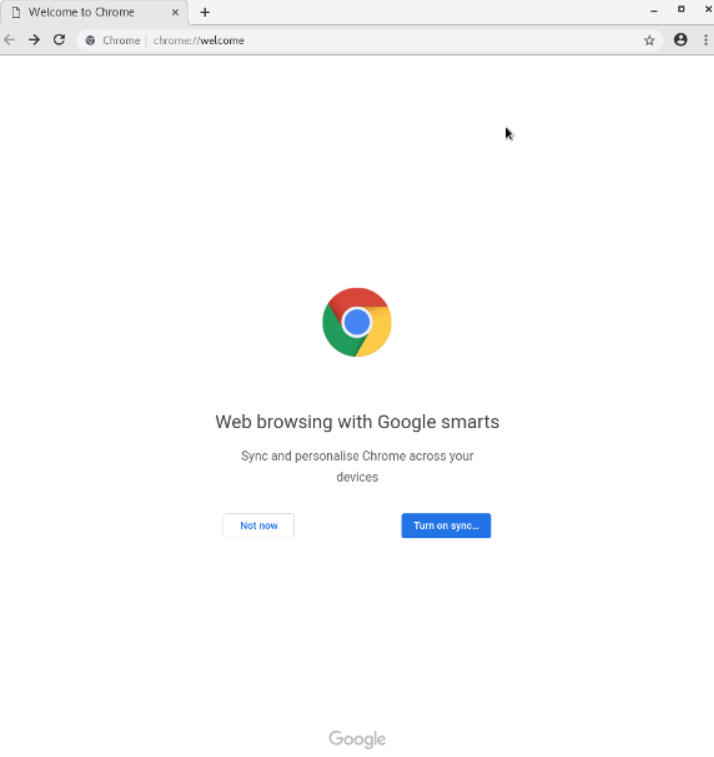 Welcome to Chrome
Chrome | chrome://welcome
Web browsing with Google smarts
Sync and personalise Chrome across your
devices
Not now
Turn on sync...
Google